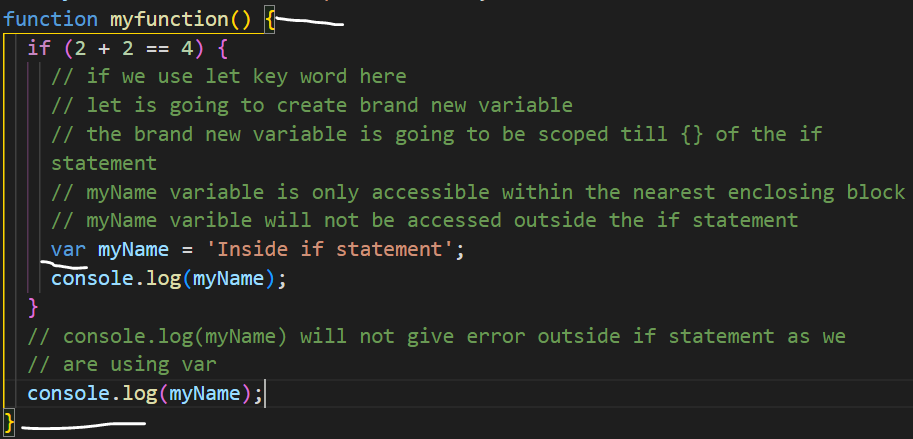 function myfunction() {
if (2 + 2 == 4) {
// if we use let key word here
// let is going to create brand new variable
// the brand new variable is going to be scoped till {} of the if
statement
// myName variable is only accessible within the nearest enclosing block
// myName varible will not be accessed outside the if statement
var myName = 'Inside if statement';
console.log(myName);
}
// console.log(myName) will not give error outside if statement as we
// are using var
console.log(myName);
}